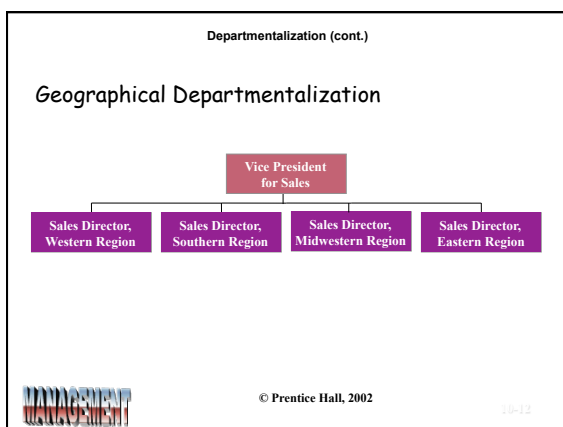 Departmentalization (cont.)
Geographical Departmentalization
Vice President
for Sales
Sales Director,
Western Region
Sales Director,
Southern Region
Sales Director,
Midwestern Region
Sales Director,
Eastern Region
MANAGEMENT
© Prentice Hall, 2002
10-12